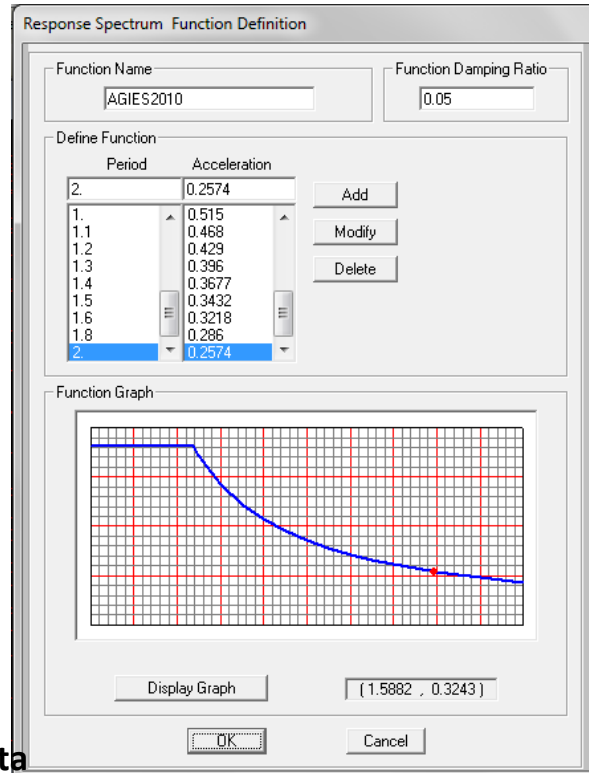 Response Spectrum Function Definition
Function Name
Function Damping Ratio
AGIES2010
0.05
Define Function
Period Acceleration
2. 0.2574
Add
1. 0.515
1.1 0.468
Modify
1.2 0.429
1.3 0.396
Delete
1.4 0.3677
1.5 0.3432
1.6 0.3218
1.8 0.286
2. 0.2574
Function Graph
Display Graph
( 1.5882 , 0.3243 )
OK
Cancel
ta